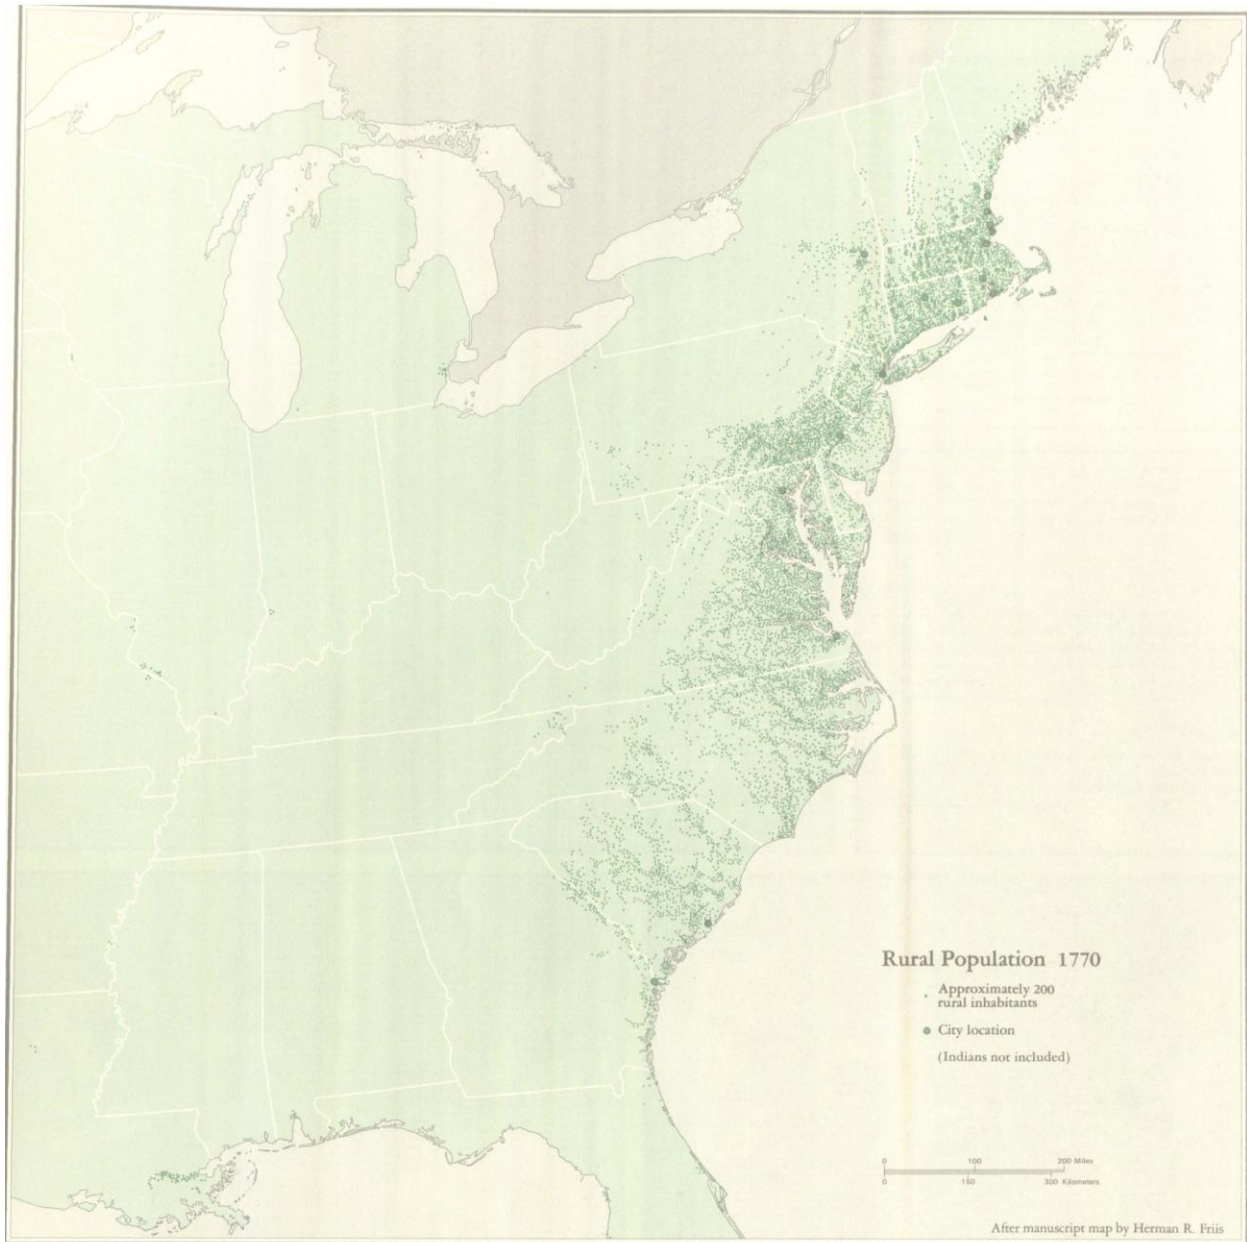 Rural Population 1770
Approximately 200
rural inhabitants
City location
(Indians not included)
0 100 200 Miles
0 150 300 Kilometers
After manuscript map by Herman R. Friis